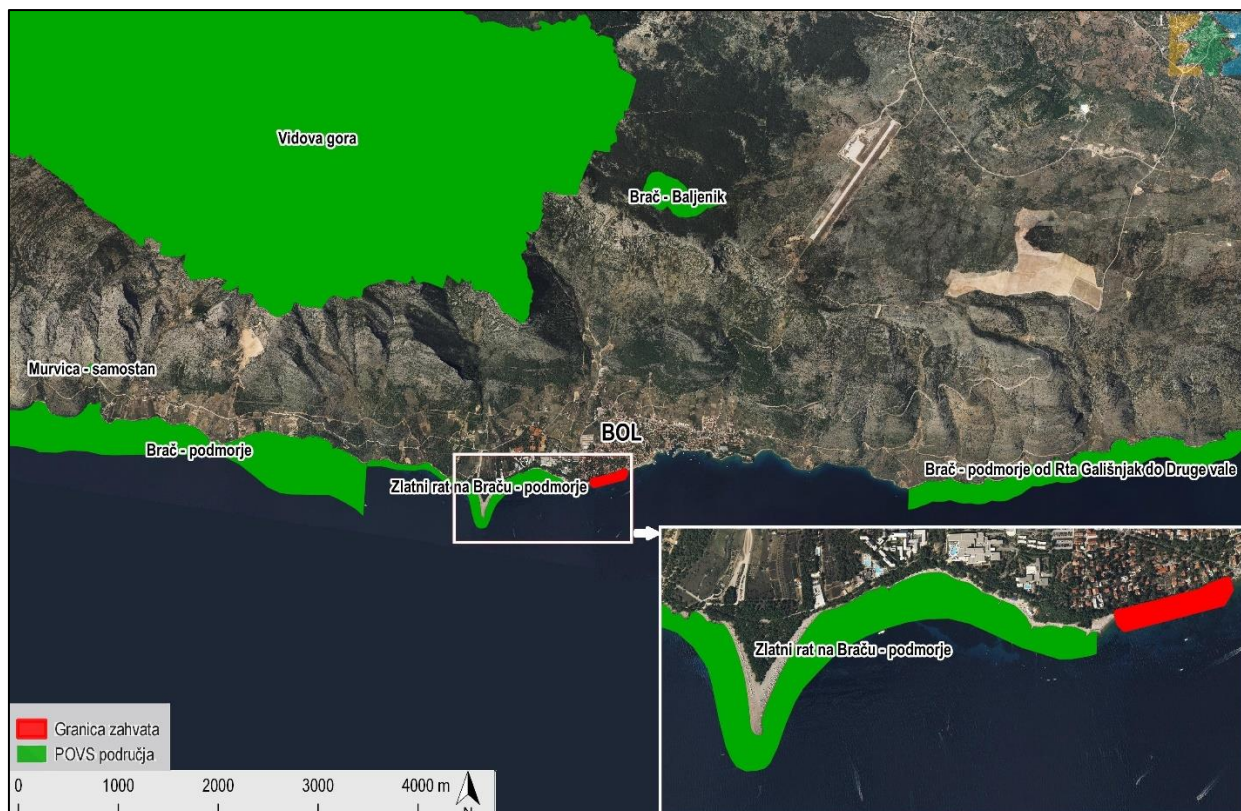 Vidova gora
Brač - Baljenik
Murvica - samostan
BOL
Brač - podmorje
Brač - podmorje od Rta Gališnjak do Druge vale
Zlatni rat na Braču - podmorje
Zlatni rat na Braču - podmorje
Granica zahvata
POVS područja
0 1000 2000 3000 4000 m
N